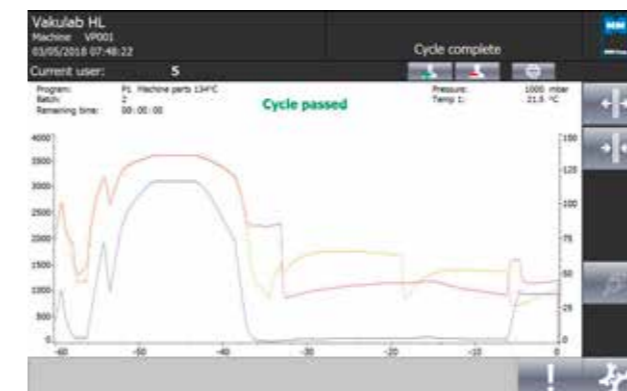 Vakulab HL
Machine VP001
03/05/2018 07:48:22
Cycle complete
Current user: S
Program: P1 Machine parts 134°C
Batch: 2
Remaining time: 00:00:00
Cycle passed
Pressure: 1000 mbar
Temp 1: 21.5 °C
4000
3500
3000
2500
2000
1500
1000
500
0
150
125
100
75
50
25
0
-60 -50 -40 -30 -20 -10 0
MM